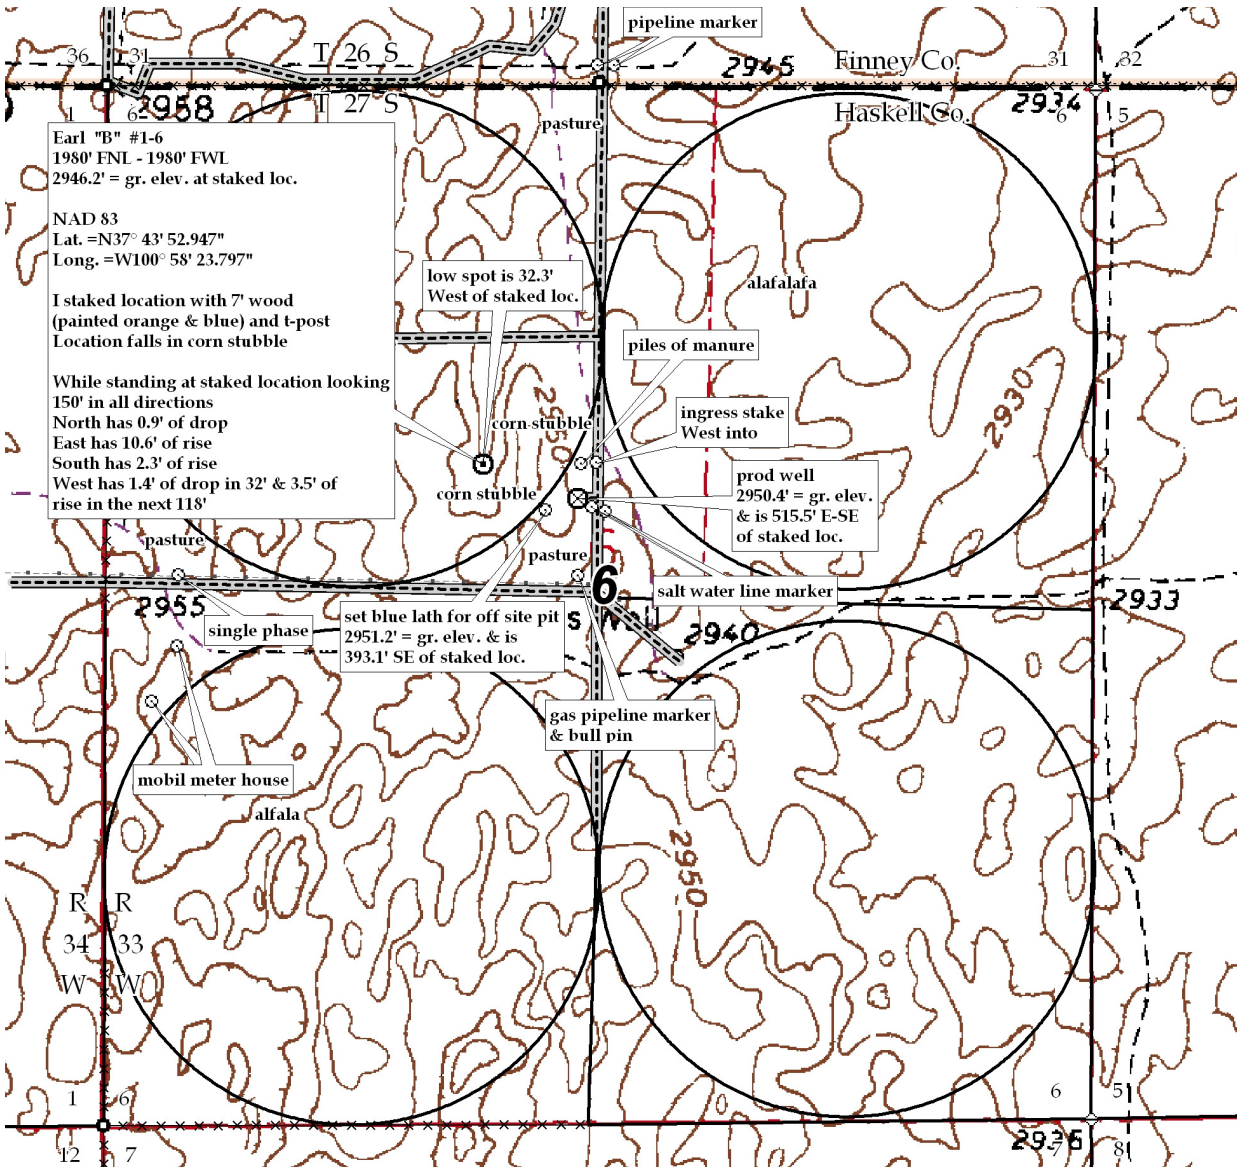 pipeline marker
36
31
T 26 S
2945
Finney Co.
31
32
1
6
2958
T 27 S
pasture
Haskell Co.
2934
6
5
Earl "B" #1-6
1980' FNL - 1980' FWL
2946.2' = gr. elev. at staked loc.
NAD 83
Lat. =N37° 43' 52.947"
Long. =W100° 58' 23.797"
I staked location with 7' wood
(painted orange & blue) and t-post
Location falls in corn stubble
While standing at staked location looking
150' in all directions
North has 0.9' of drop
East has 10.6' of rise
South has 2.3' of rise
West has 1.4' of drop in 32' & 3.5' of
rise in the next 118'
low spot is 32.3'
West of staked loc.
alafalafa
piles of manure
2950
corn stubble
ingress stake
West into
2930
corn stubble
prod well
2950.4' = gr. elev.
& is 515.5' E-SE
of staked loc.
pasture
pasture
6
salt water line marker
2955
2933
single phase
set blue lath for off site pit
2951.2' = gr. elev. & is
393.1' SE of staked loc.
2940
gas pipeline marker
& bull pin
mobil meter house
alfala
2950
R R
34 33
W W
1
6
6
5
12
7
7
8